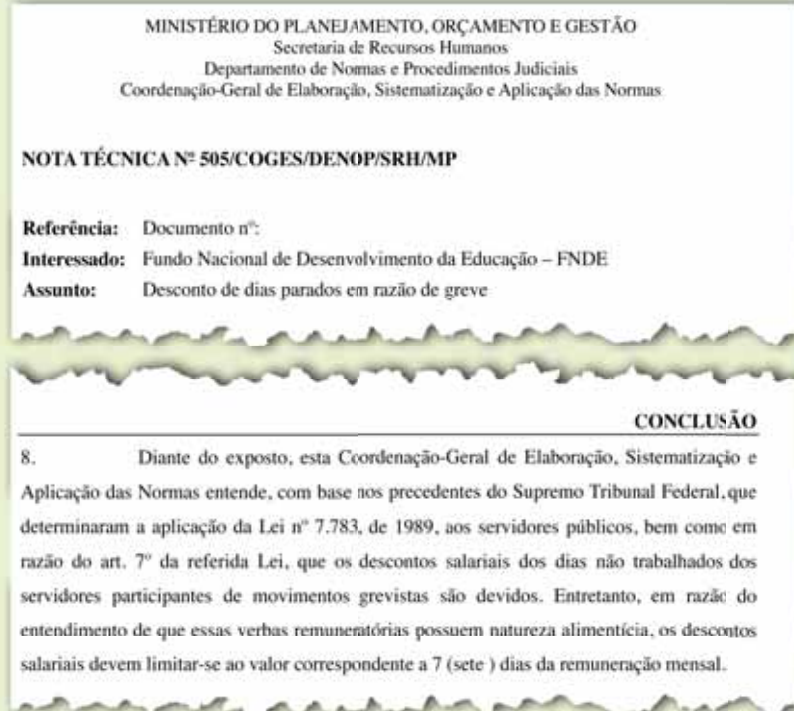 MINISTÉRIO DO PLANEJAMENTO, ORÇAMENTO E GESTÃO
Secretaria de Recursos Humanos
Departamento de Normas e Procedimentos Judiciais
Coordenação-Geral de Elaboração, Sistematização e Aplicação das Normas
NOTA TÉCNICA Nº 505/COGES/DENOP/SRH/MP
Referência: Documento nº:
Interessado: Fundo Nacional de Desenvolvimento da Educação – FNDE
Assunto: Desconto de dias parados em razão de greve
CONCLUSÃO
8. Diante do exposto, esta Coordenação-Geral de Elaboração, Sistematização e
Aplicação das Normas entende, com base nos precedentes do Supremo Tribunal Federal, que
determinaram a aplicação da Lei nº 7.783, de 1989, aos servidores públicos, bem como em
razão do art. 7º da referida Lei, que os descontos salariais dos dias não trabalhados dos
servidores participantes de movimentos grevistas são devidos. Entretanto, em razão do
entendimento de que essas verbas remuneratórias possuem natureza alimentícia, os descontos
salariais devem limitar-se ao valor correspondente a 7 (sete ) dias da remuneração mensal.